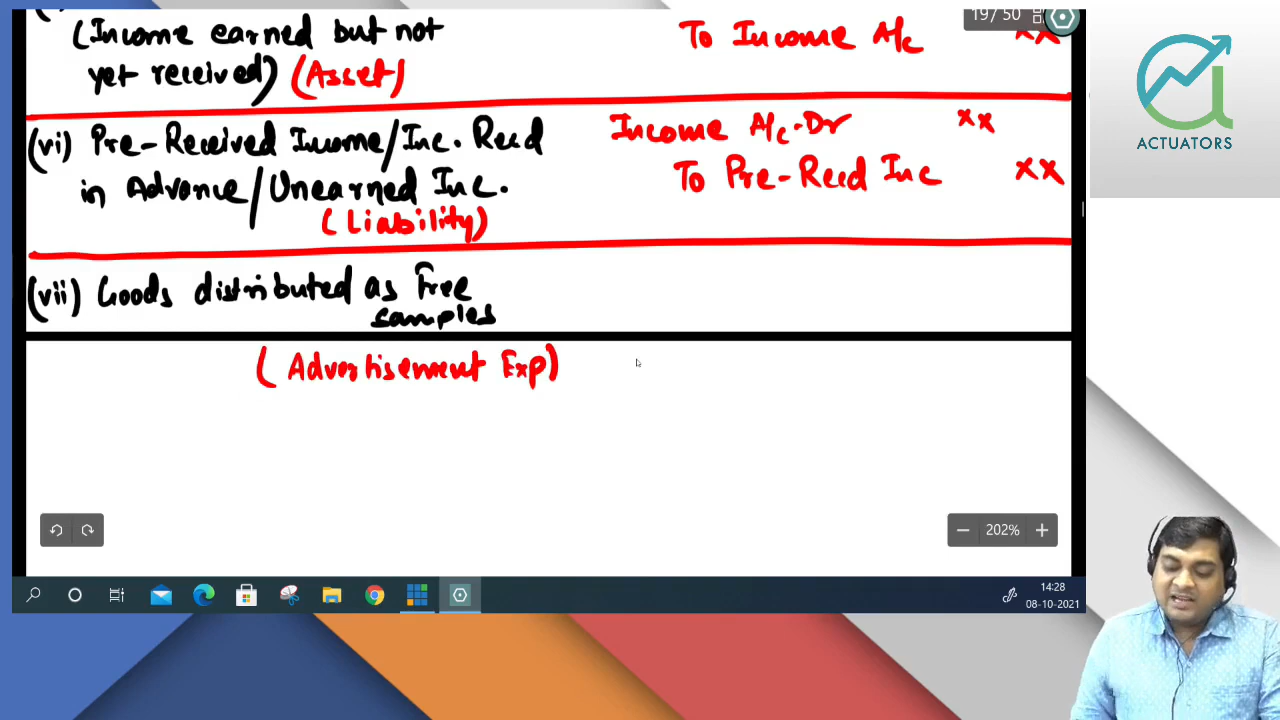 19 / 50
(Income earned but not
yet received) (Asset)
To Income A/c xx
(vi) Pre-Received Income/Inc. Recd
in Advance/Unearned Inc.
(Liability)
Income A/c - Dr xx
To Pre-Recd Inc xx
(vii) Goods distributed as Free
samples
(Advertisement Exp)
ACTUATORS
202%
14:28
08-10-2021